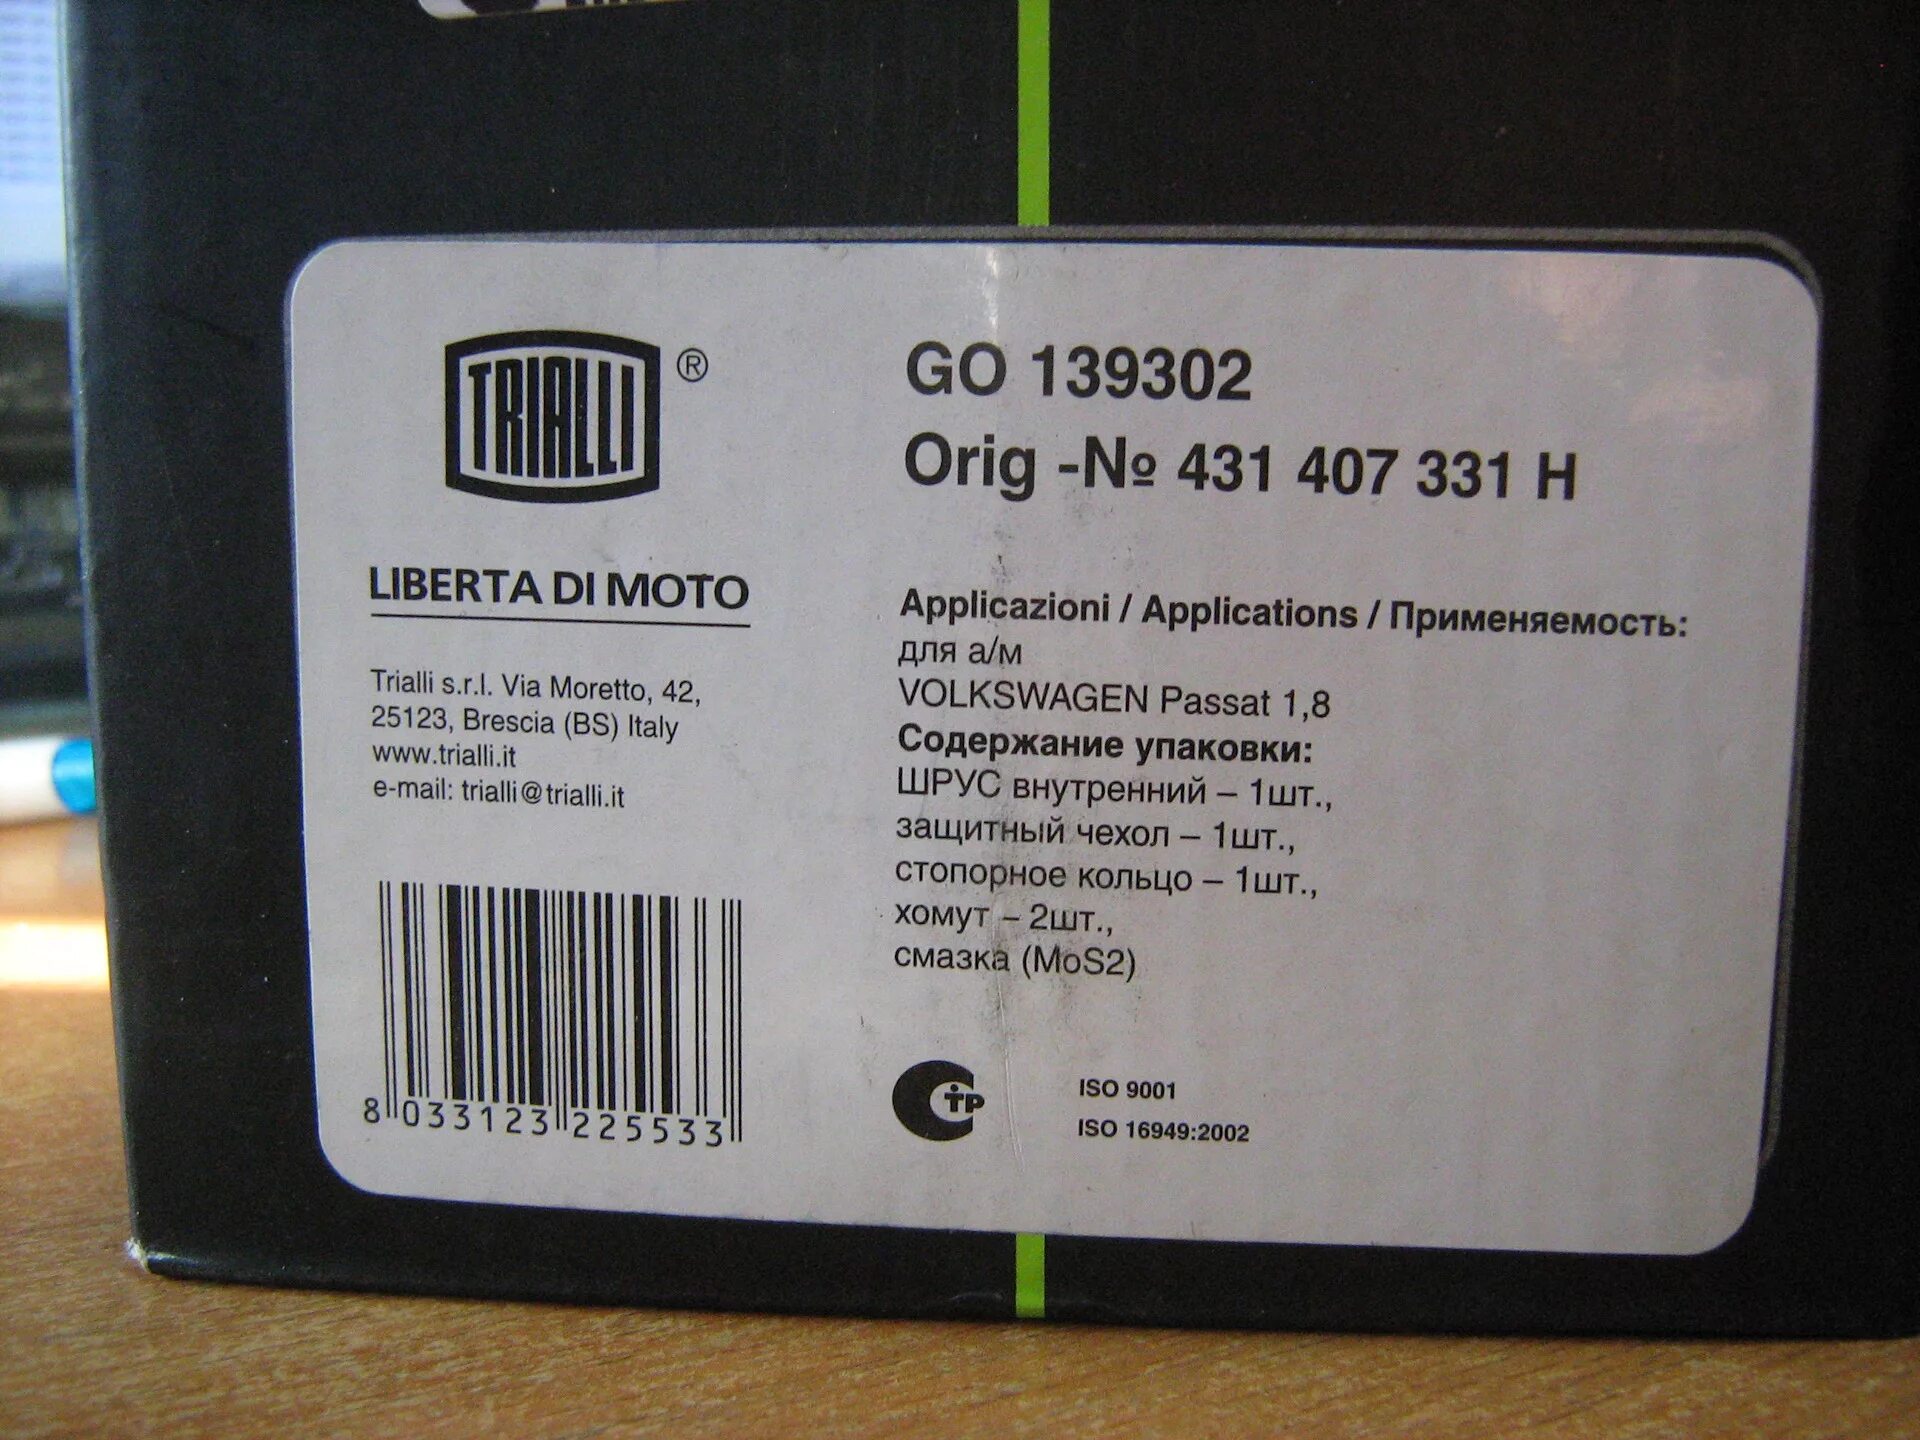 TRIALLI ®
LIBERTA DI MOTO
Trialli s.r.l. Via Moretto, 42,
25123, Brescia (BS) Italy
www.trialli.it
e-mail: trialli@trialli.it
8 033123 225533
GO 139302
Orig -№ 431 407 331 H
Applicazioni / Applications / Применяемость:
для а/м
VOLKSWAGEN Passat 1,8
Содержание упаковки:
ШРУС внутренний – 1шт.,
защитный чехол – 1шт.,
стопорное кольцо – 1шт.,
хомут – 2шт.,
смазка (MoS2)
ISO 9001
ISO 16949:2002